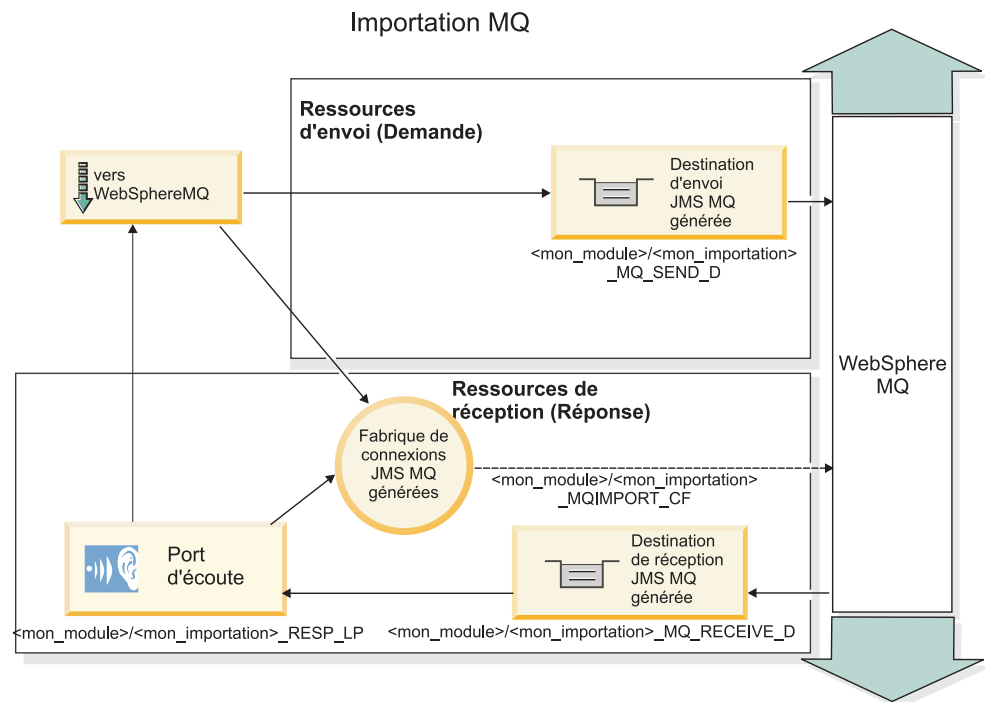 Importation MQ
Ressources
d'envoi (Demande)
vers
WebSphereMQ
Destination
d'envoi
JMS MQ
générée
<mon_module>/<mon_importation>
_MQ_SEND_D
WebSphere
MQ
Ressources de
réception (Réponse)
Fabrique de
connexions
JMS MQ
générées
<mon_module>/<mon_importation>
_MQIMPORT_CF
Port
d'écoute
Destination
de réception
JMS MQ
générée
<mon_module>/<mon_importation>_RESP_LP
<mon_module>/<mon_importation>_MQ_RECEIVE_D